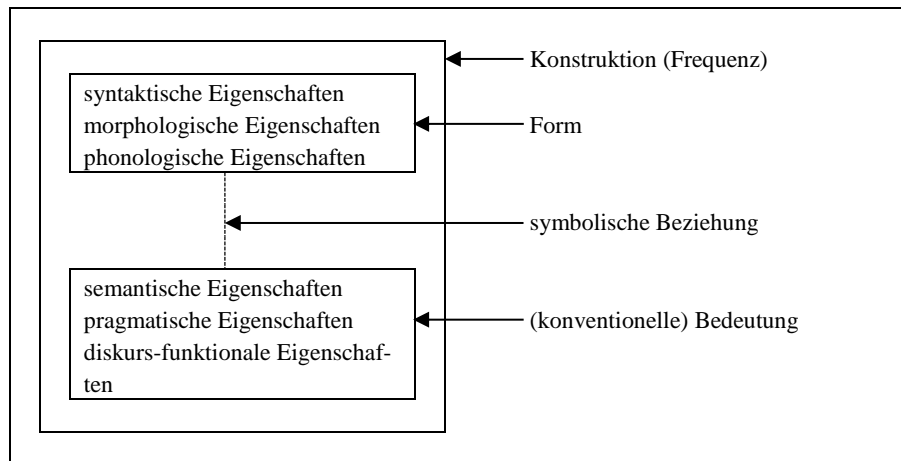 Konstruktion (Frequenz)
syntaktische Eigenschaften
morphologische Eigenschaften
phonologische Eigenschaften
Form
symbolische Beziehung
semantische Eigenschaften
pragmatische Eigenschaften
diskurs-funktionale Eigenschaf-
ten
(konventionelle) Bedeutung